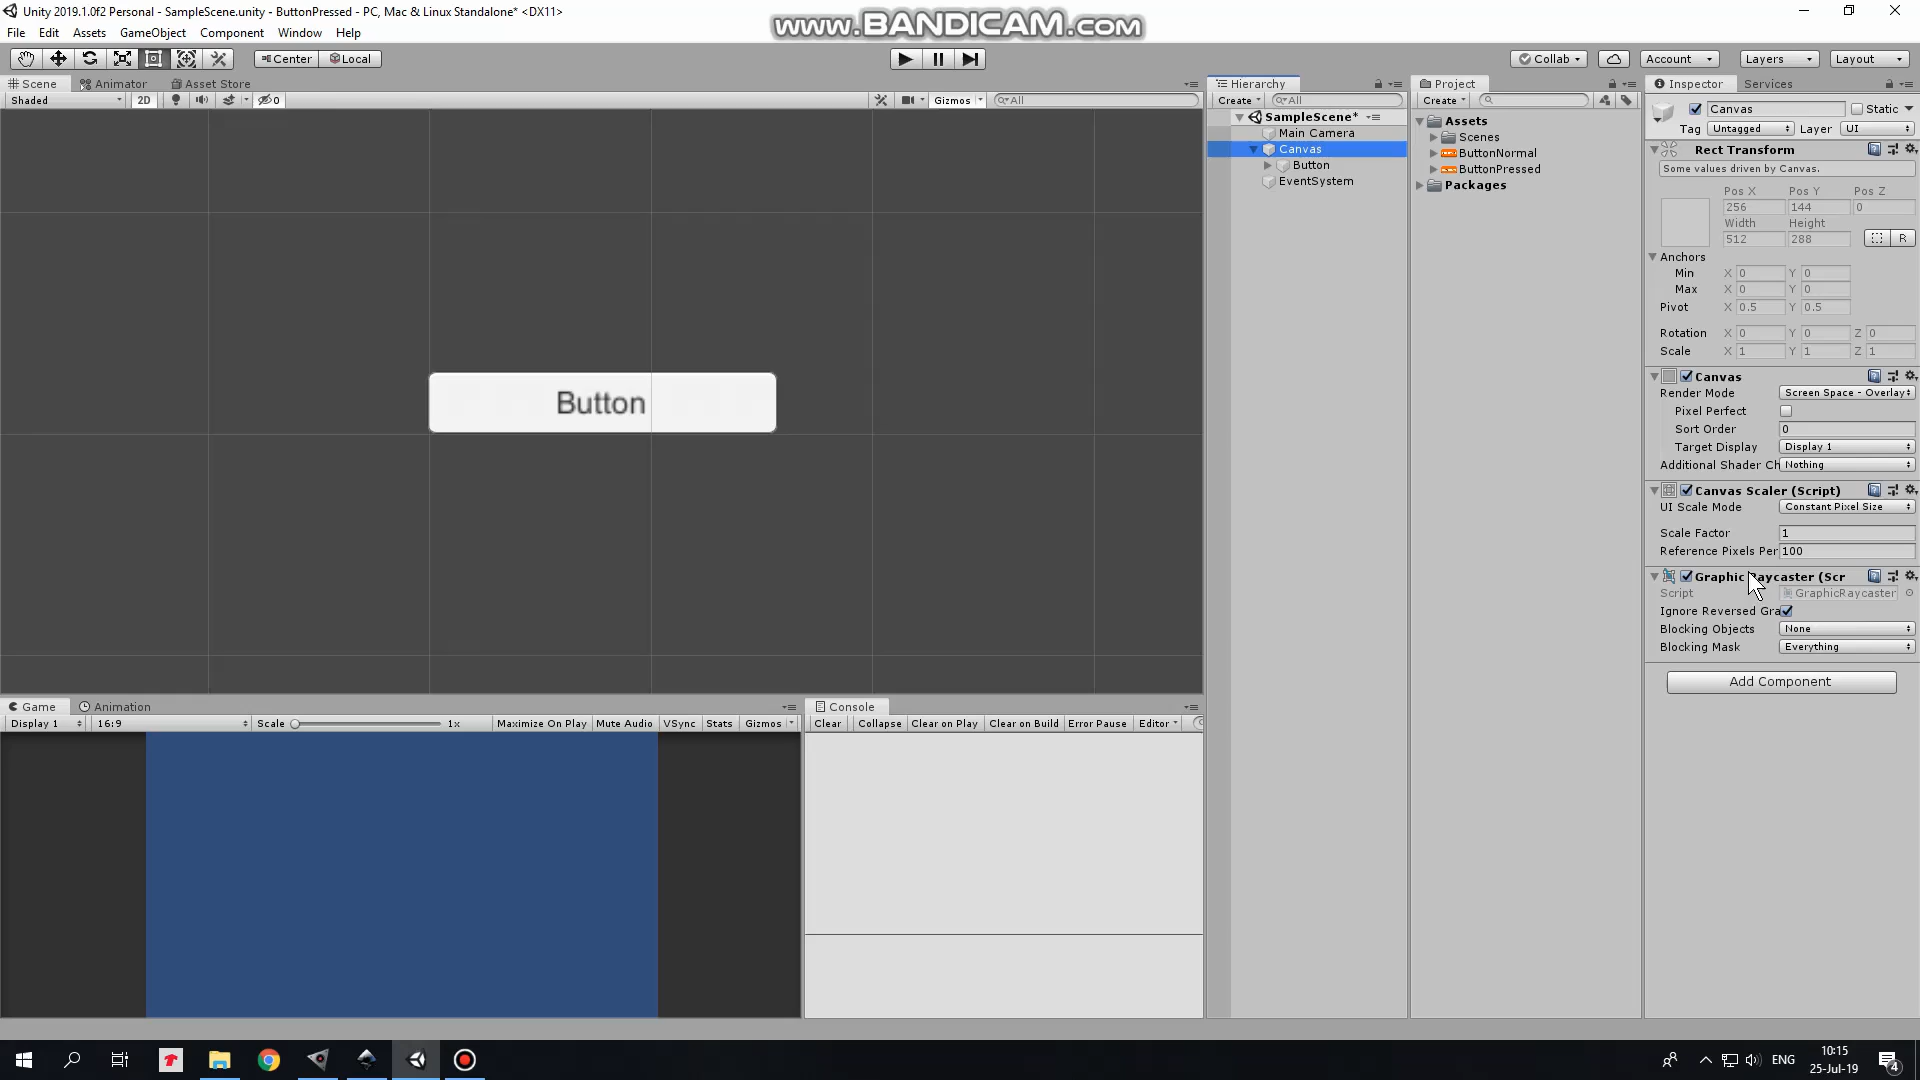 Unity 2019.1.0f2 Personal - SampleScene.unity - ButtonPressed - PC, Mac & Linux Standalone* <DX11>
www.BANDICAM.com
File Edit Assets GameObject Component Window Help
Center Local
Collab Account Layers Layout
Scene Animator Asset Store
Shaded 2D 0 Gizmos All
Button
Hierarchy
Create All
SampleScene*
Main Camera
Canvas
Button
EventSystem
Project
Create
Assets
Scenes
ButtonNormal
ButtonPressed
Packages
Inspector Services
Canvas Static
Tag Untagged Layer UI
Rect Transform
Some values driven by Canvas.
Pos X Pos Y Pos Z
256 144 0
Width Height
512 288 R
Anchors
Min X 0 Y 0
Max X 0 Y 0
Pivot X 0.5 Y 0.5
Rotation X 0 Y 0 Z 0
Scale X 1 Y 1 Z 1
Canvas
Render Mode Screen Space - Overlay
Pixel Perfect
Sort Order 0
Target Display Display 1
Additional Shader Ch Nothing
Canvas Scaler (Script)
UI Scale Mode Constant Pixel Size
Scale Factor 1
Reference Pixels Per 100
Graphic Raycaster (Scr
Script GraphicRaycaster
Ignore Reversed Gra
Blocking Objects None
Blocking Mask Everything
Add Component
Game Animation
Display 1 16:9 Scale 1x Maximize On Play Mute Audio VSync Stats Gizmos
Console
Clear Collapse Clear on Play Clear on Build Error Pause Editor
ENG
10:15
25-Jul-19
4